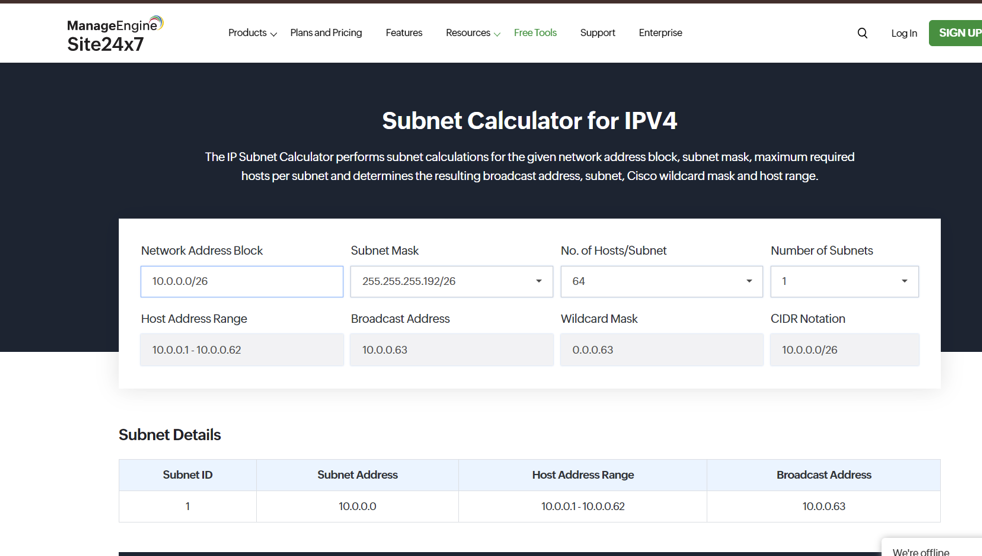 ManageEngine
Site24x7
Products Plans and Pricing Features Resources Free Tools Support Enterprise Log In SIGN UP
Subnet Calculator for IPV4
The IP Subnet Calculator performs subnet calculations for the given network address block, subnet mask, maximum required
hosts per subnet and determines the resulting broadcast address, subnet, Cisco wildcard mask and host range.
Network Address Block Subnet Mask No. of Hosts/Subnet Number of Subnets
10.0.0.0/26 255.255.255.192/26 64 1
Host Address Range Broadcast Address Wildcard Mask CIDR Notation
10.0.0.1 - 10.0.0.62 10.0.0.63 0.0.0.63 10.0.0.0/26
Subnet Details
Subnet ID Subnet Address Host Address Range Broadcast Address
1 10.0.0.0 10.0.0.1 - 10.0.0.62 10.0.0.63
We're offline